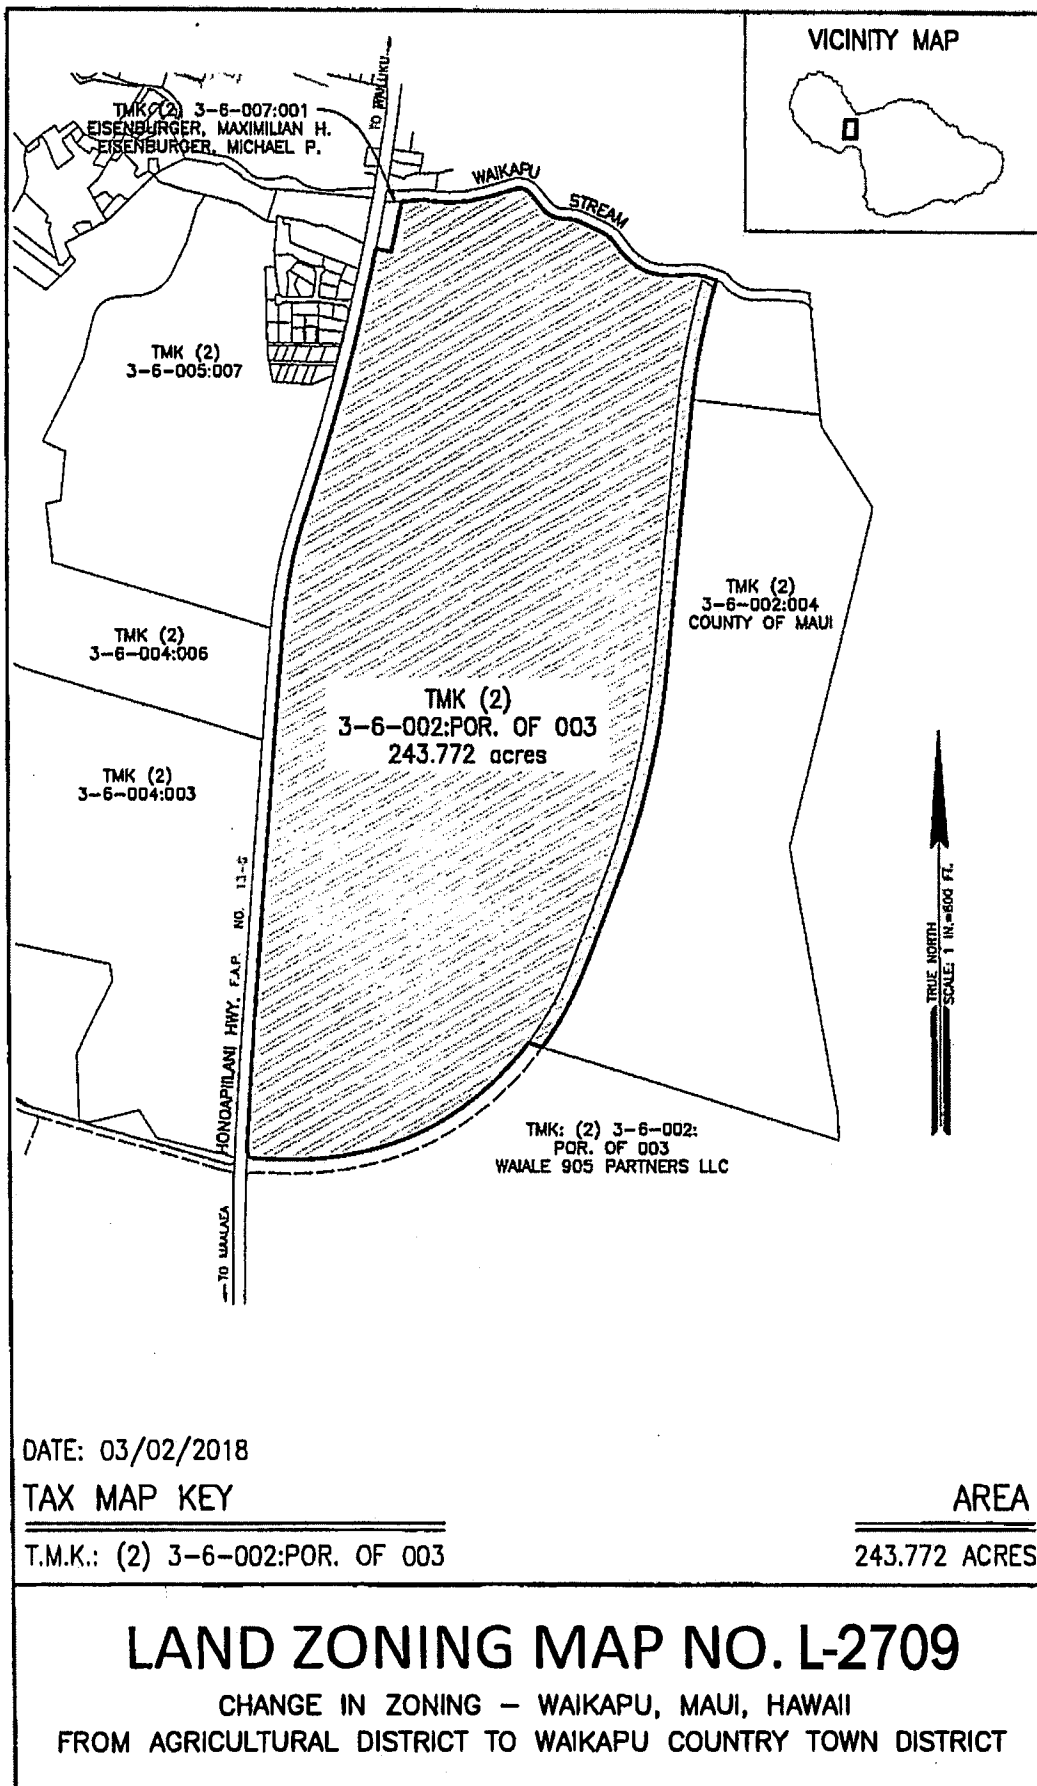 VICINITY MAP
TO WAILUKU
TMK (2) 3-6-007:001
EISENBURGER, MAXIMILIAN H.
EISENBURGER, MICHAEL P.
WAIKAPU
STREAM
TMK (2)
3-6-005:007
TMK (2)
3-6-002:004
COUNTY OF MAUI
TMK (2)
3-6-004:006
TMK (2)
3-6-002:POR. OF 003
243.772 acres
TMK (2)
3-6-004:003
HONOAPIILANI HWY. F.A.P. NO. 13-G
TRUE NORTH
SCALE: 1 IN.=600 FT.
TMK: (2) 3-6-002:
POR. OF 003
WAIALE 905 PARTNERS LLC
TO MAALAEA
DATE: 03/02/2018
TAX MAP KEY
AREA
T.M.K.: (2) 3-6-002:POR. OF 003
243.772 ACRES
LAND ZONING MAP NO. L-2709
CHANGE IN ZONING – WAIKAPU, MAUI, HAWAII
FROM AGRICULTURAL DISTRICT TO WAIKAPU COUNTRY TOWN DISTRICT